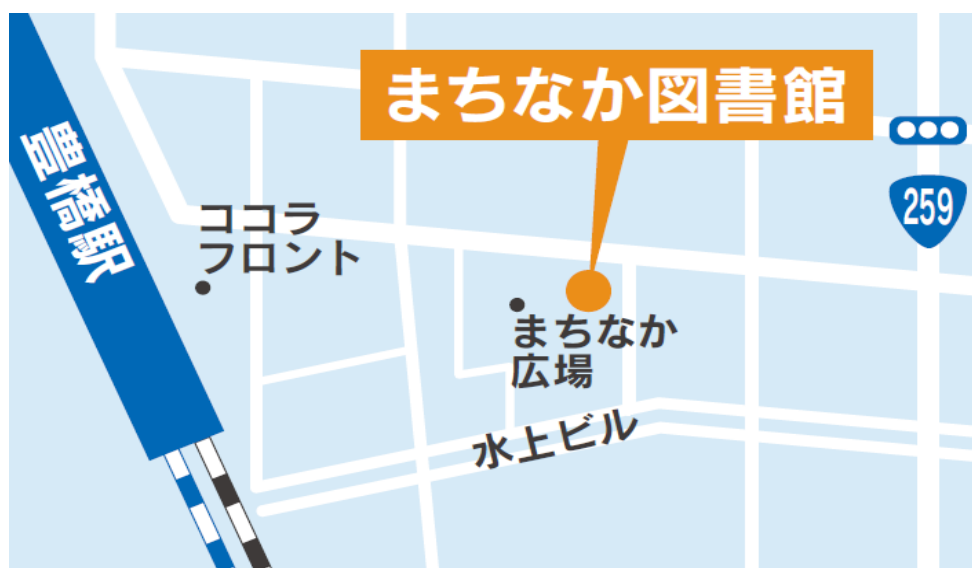 まちなか図書館
豊橋駅
259
ココラ
フロント
まちなか
広場
水上ビル